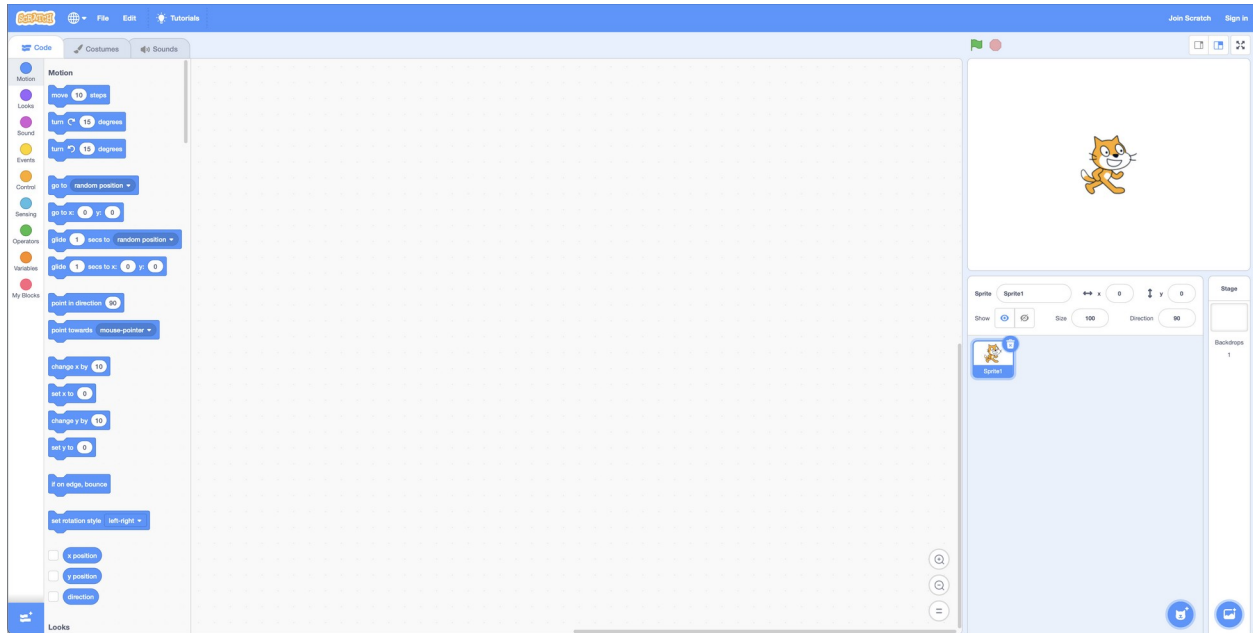 SCRATCH File Edit Tutorials Join Scratch Sign in
Code Costumes Sounds
Motion
Looks
Sound
Events
Control
Sensing
Operators
Variables
My Blocks
Motion
move 10 steps
turn 15 degrees
turn 15 degrees
go to random position
go to x: 0 y: 0
glide 1 secs to random position
glide 1 secs to x: 0 y: 0
point in direction 90
point towards mouse-pointer
change x by 10
set x to 0
change y by 10
set y to 0
if on edge, bounce
set rotation style left-right
x position
y position
direction
Looks
Sprite Sprite1 x 0 y 0
Show Size 100 Direction 90
Sprite1
Stage
Backdrops
1